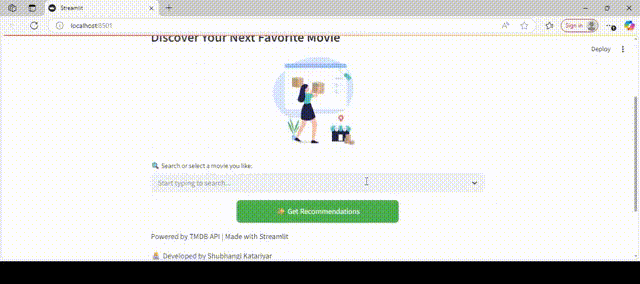 Streamlit
localhost:8501
Sign in
Deploy
Discover Your Next Favorite Movie
Search or select a movie you like:
Start typing to search...
Get Recommendations
Powered by TMDB API | Made with Streamlit
Developed by Shubhangi Katariyar